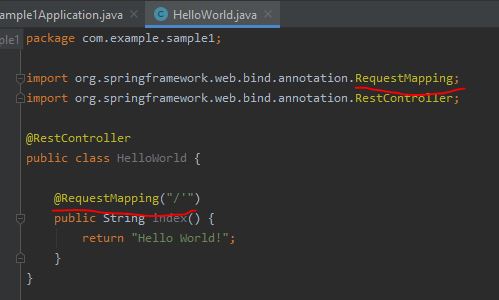 ample1Application.java × HelloWorld.java ×
ple1
package com.example.sample1;
import org.springframework.web.bind.annotation.RequestMapping;
import org.springframework.web.bind.annotation.RestController;
@RestController
public class HelloWorld {
@RequestMapping("/'")
public String Index() {
return "Hello World!";
}
}